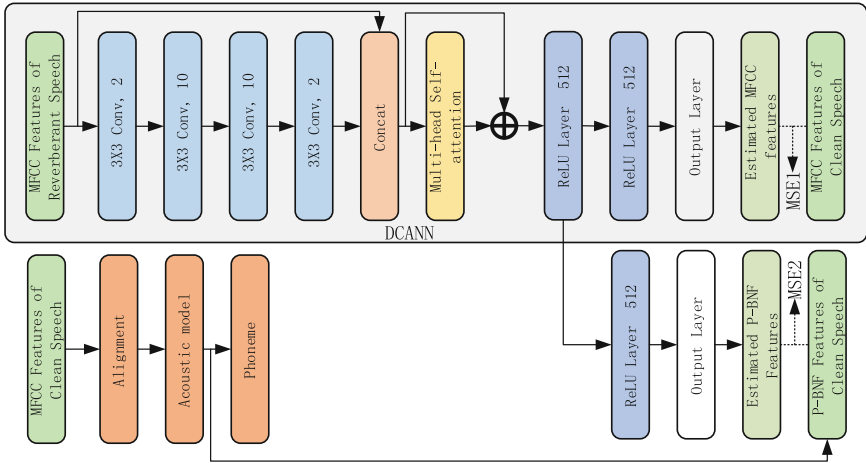 MFCC Features of
Reverberant Speech
3X3 Conv, 2
3X3 Conv, 10
3X3 Conv, 10
3X3 Conv, 2
Concat
Multi-head Self-
attention
ReLU Layer 512
ReLU Layer 512
Output Layer
Estimated MFCC
features
MSE1
MFCC Features of
Clean Speech
DCANN
MFCC Features of
Clean Speech
Alignment
Acoustic model
Phoneme
ReLU Layer 512
Output Layer
Estimated P-BNF
Features
MSE2
P-BNF Features of
Clean Speech